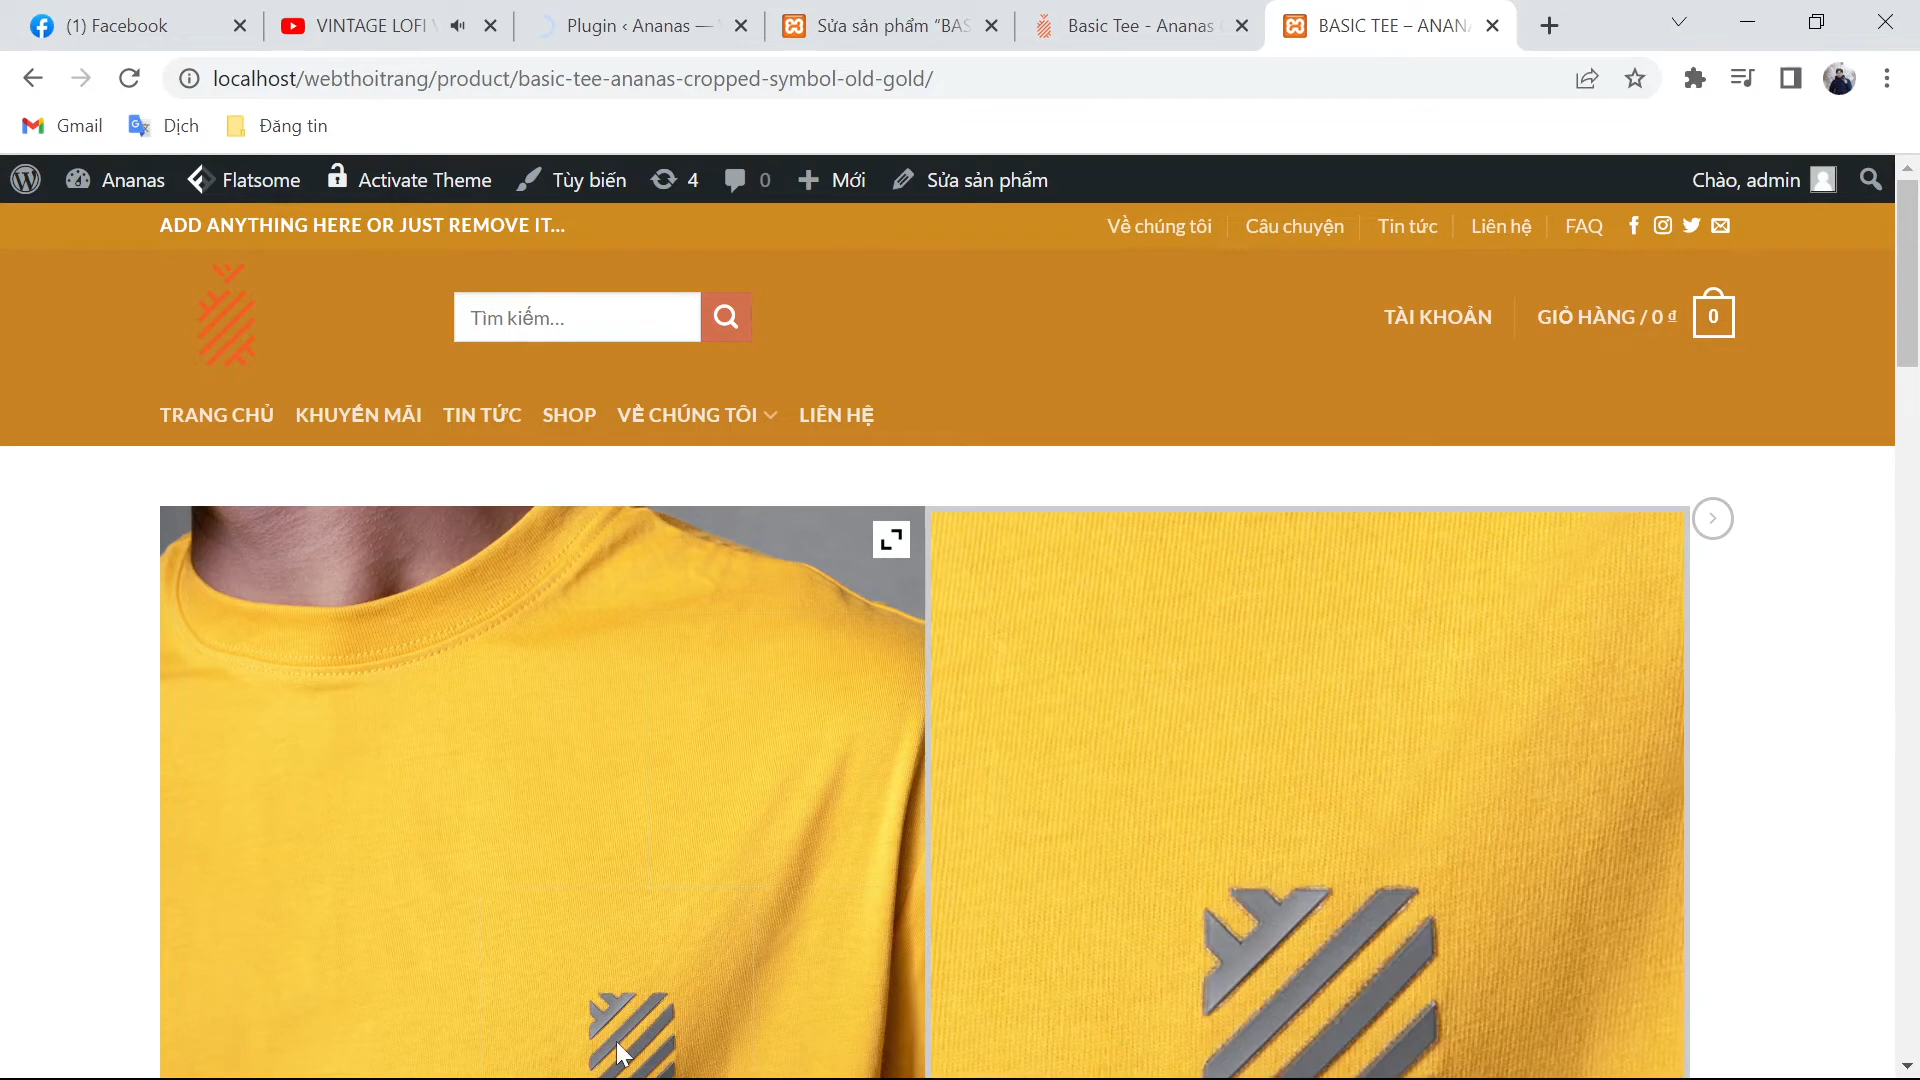 (1) Facebook
VINTAGE LOFI
Plugin ‹ Ananas —
Sửa sản phẩm “BAS
Basic Tee - Ananas
BASIC TEE – ANAN
localhost/webthoitrang/product/basic-tee-ananas-cropped-symbol-old-gold/
Gmail
Dịch
Đăng tin
Ananas
Flatsome
Activate Theme
Tùy biến
4
0
Mới
Sửa sản phẩm
Chào, admin
ADD ANYTHING HERE OR JUST REMOVE IT...
Về chúng tôi
Câu chuyện
Tin tức
Liên hệ
FAQ
Tìm kiếm...
TÀI KHOẢN
GIỎ HÀNG / 0 ₫
0
TRANG CHỦ
KHUYẾN MÃI
TIN TỨC
SHOP
VỀ CHÚNG TÔI
LIÊN HỆ